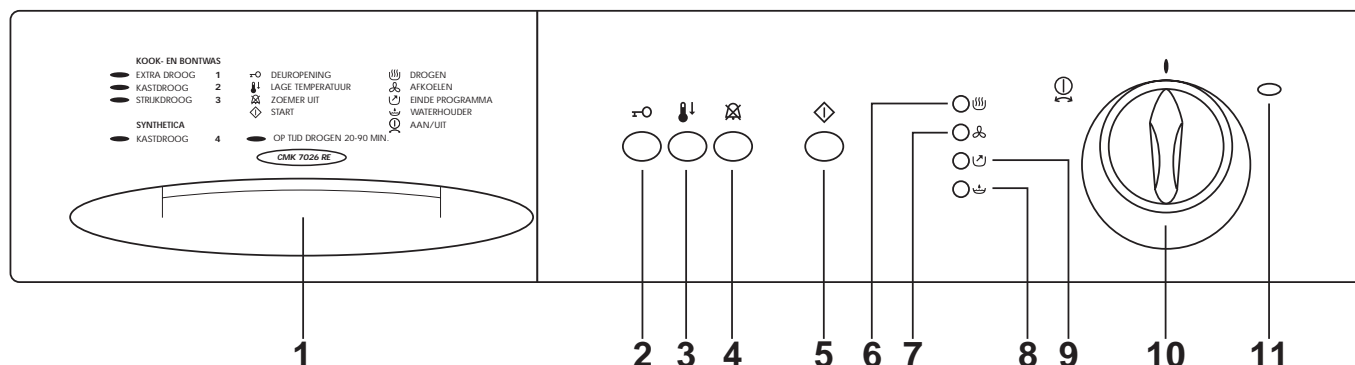 KOOK- EN BONTWAS
EXTRA DROOG 1
KASTDROOG 2
STRIJKDROOG 3
SYNTHETICA
KASTDROOG 4
DEUROPENING
LAGE TEMPERATUUR
ZOEMER UIT
START
OP TIJD DROGEN 20-90 MIN.
DROGEN
AFKOELEN
EINDE PROGRAMMA
WATERHOUDER
AAN/UIT
CMK 7026 RE
1 2 3 4 5 6 7 8 9 10 11